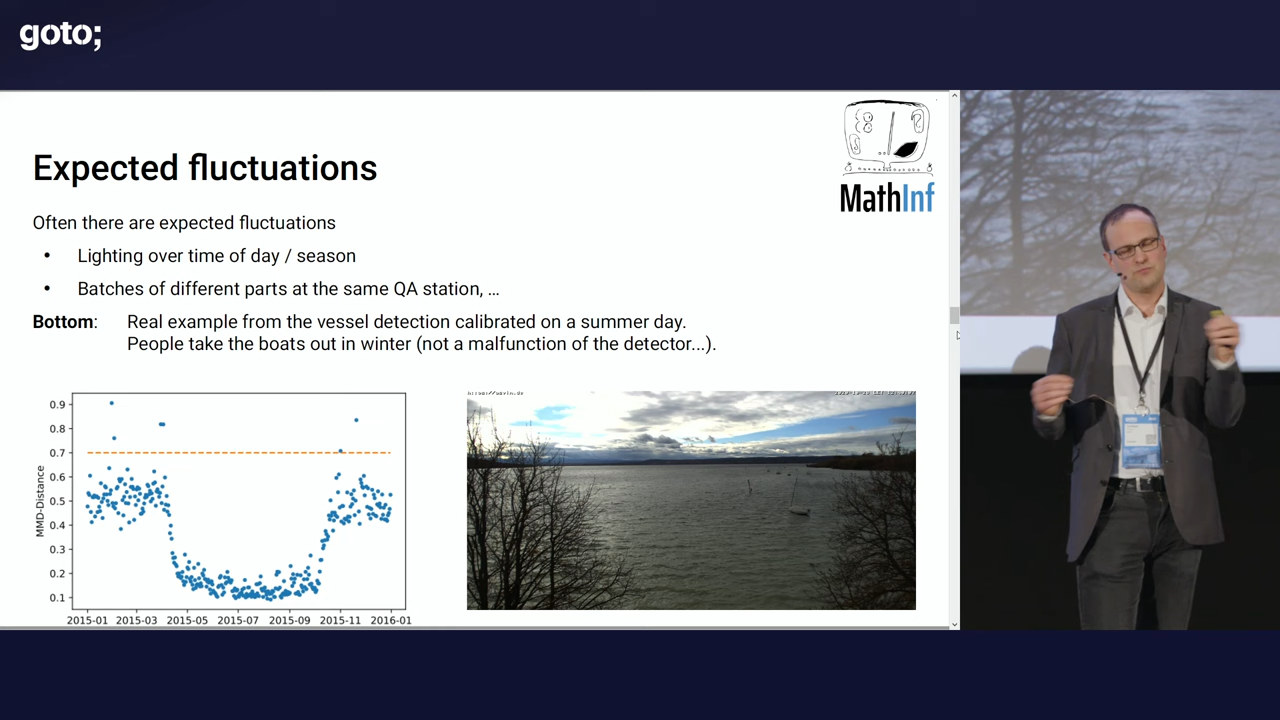 goto;
MathInf
Expected fluctuations
Often there are expected fluctuations
• Lighting over time of day / season
• Batches of different parts at the same QA station, …
Bottom: Real example from the vessel detection calibrated on a summer day.
People take the boats out in winter (not a malfunction of the detector...).
0.9
0.8
0.7
0.6
0.5
0.4
0.3
0.2
0.1
MMD-Distance
2015-01 2015-03 2015-05 2015-07 2015-09 2015-11 2016-01